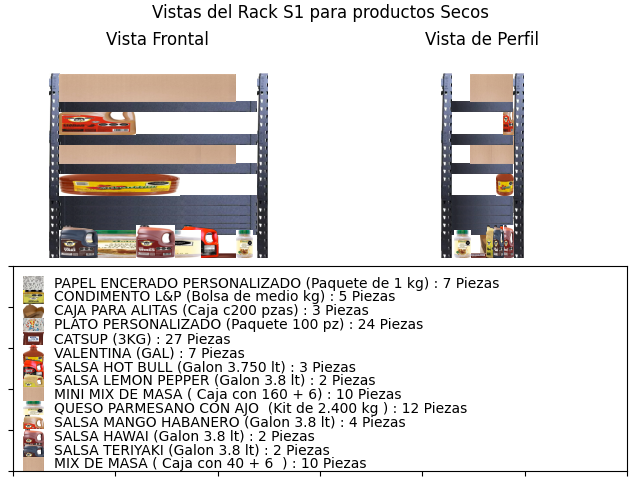 Vistas del Rack S1 para productos Secos
Vista Frontal
Vista de Perfil
PAPEL ENCERADO PERSONALIZADO (Paquete de 1 kg) : 7 Piezas
CONDIMENTO L&P (Bolsa de medio kg) : 5 Piezas
CAJA PARA ALITAS (Caja c200 pzas) : 3 Piezas
PLATO PERSONALIZADO (Paquete 100 pz) : 24 Piezas
CATSUP (3KG) : 27 Piezas
VALENTINA (GAL) : 7 Piezas
SALSA HOT BULL (Galon 3.750 lt) : 3 Piezas
SALSA LEMON PEPPER (Galon 3.8 lt) : 2 Piezas
MINI MIX DE MASA ( Caja con 160 + 6) : 10 Piezas
QUESO PARMESANO CON AJO  (Kit de 2.400 kg ) : 12 Piezas
SALSA MANGO HABANERO (Galon 3.8 lt) : 4 Piezas
SALSA HAWAI (Galon 3.8 lt) : 2 Piezas
SALSA TERIYAKI (Galon 3.8 lt) : 2 Piezas
MIX DE MASA ( Caja con 40 + 6  ) : 10 Piezas